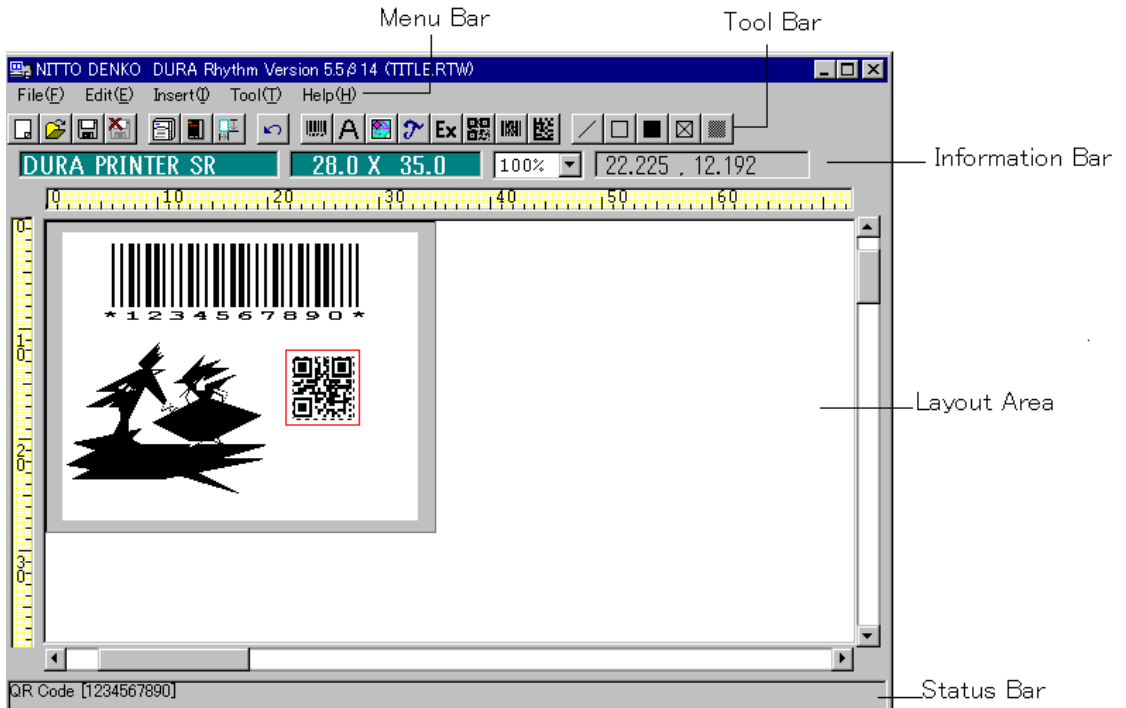 Menu Bar
Tool Bar
NITTO DENKO DURA Rhythm Version 5.5β14 (TITLE.RTW)
File(F) Edit(E) Insert(I) Tool(T) Help(H)
A Ex
DURA PRINTER SR 28.0 X 35.0 100% 22.225 , 12.192
Information Bar
0 10 20 30 40 50 60
0
*1234567890*
10
Layout Area
20
30
QR Code [1234567890]
Status Bar